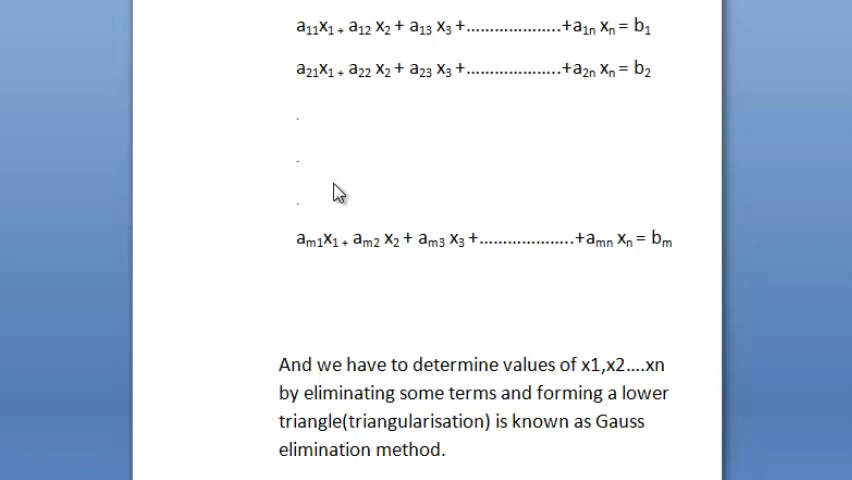 a₁₁x₁ + a₁₂ x₂ + a₁₃ x₃ +....................+a₁ₙ xₙ = b₁
a₂₁x₁ + a₂₂ x₂ + a₂₃ x₃ +....................+a₂ₙ xₙ = b₂
.
.
.
aₘ₁x₁ + aₘ₂ x₂ + aₘ₃ x₃ +....................+aₘₙ xₙ = bₘ
And we have to determine values of x1,x2....xn
by eliminating some terms and forming a lower
triangle(triangularisation) is known as Gauss
elimination method.